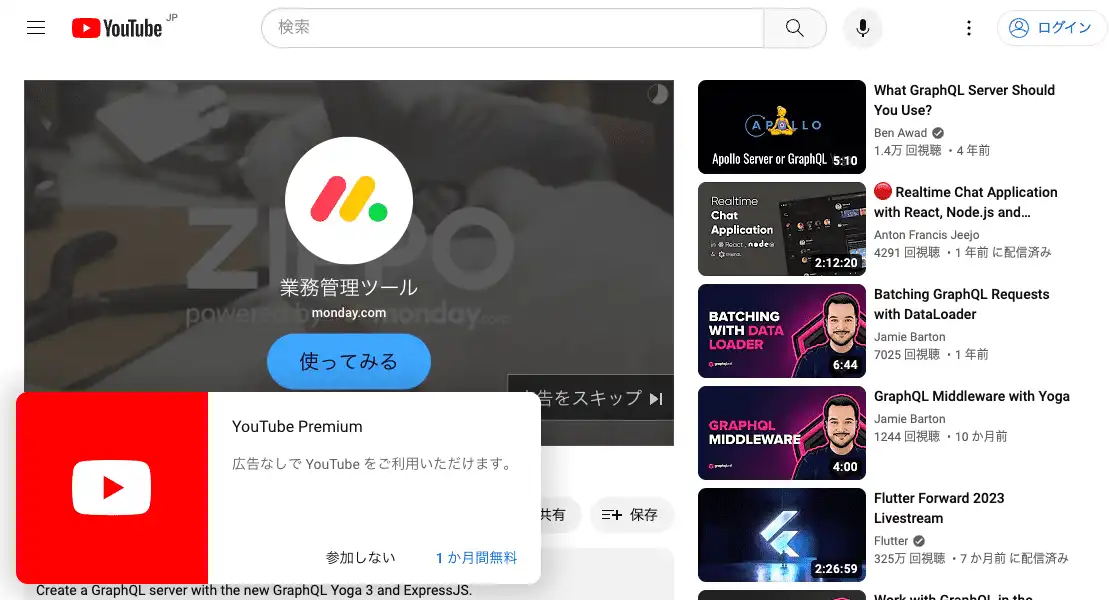 YouTube JP
検索
ログイン
ZIPPO
業務管理ツール
powered by monday.com
monday.com
使ってみる
広告をスキップ
YouTube Premium
広告なしで YouTube をご利用いただけます。
参加しない
1 か月間無料
共有
保存
Create a GraphQL server with the new GraphQL Yoga 3 and ExpressJS.
APOLLO
Apollo Server or GraphQL
5:10
What GraphQL Server Should
You Use?
Ben Awad
1.4万 回視聴 ・4 年前
Realtime
Chat
Application
in React, node
&
2:12:20
Realtime Chat Application
with React, Node.js and…
Anton Francis Jeejo
4291 回視聴 ・1 年前 に配信済み
BATCHING
WITH DATA
LOADER
6:44
Batching GraphQL Requests
with DataLoader
Jamie Barton
7025 回視聴 ・1 年前
GRAPHQL
MIDDLEWARE
4:00
GraphQL Middleware with Yoga
Jamie Barton
1244 回視聴 ・10 か月前
2:26:59
Flutter Forward 2023
Livestream
Flutter
325万 回視聴 ・7 か月前 に配信済み
Work with GraphQL in the